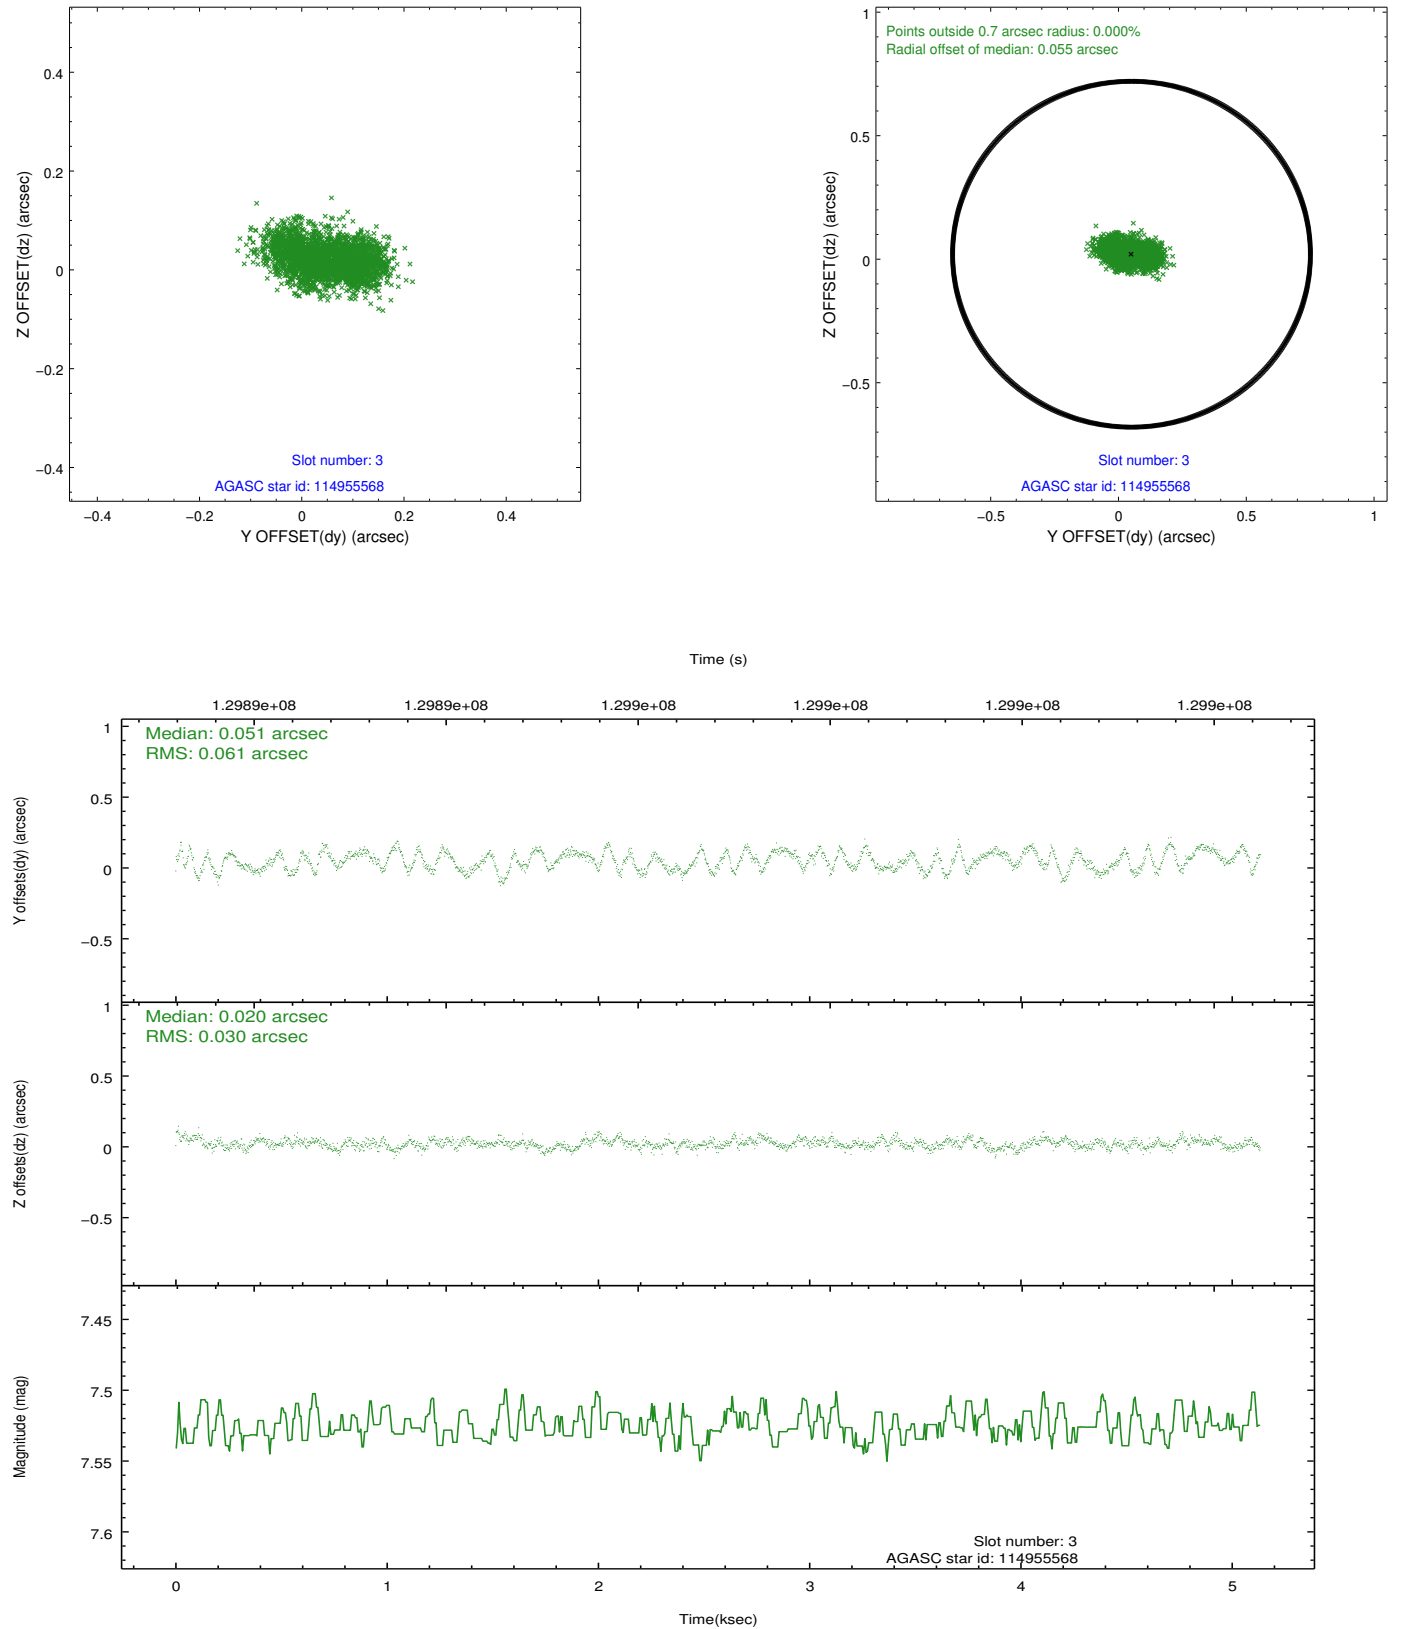 0.4
0.2
0
−0.2
−0.4
Z OFFSET(dz) (arcsec)
Slot number: 3
AGASC star id: 114955568
−0.4 −0.2 0 0.2 0.4
Y OFFSET(dy) (arcsec)
Points outside 0.7 arcsec radius: 0.000%
Radial offset of median: 0.055 arcsec
1
0.5
0
−0.5
Z OFFSET(dz) (arcsec)
Slot number: 3
AGASC star id: 114955568
−0.5 0 0.5 1
Y OFFSET(dy) (arcsec)
Time (s)
1.2989e+08 1.2989e+08 1.299e+08 1.299e+08 1.299e+08 1.299e+08
Median: 0.051 arcsec
RMS: 0.061 arcsec
1
0.5
0
−0.5
Y offsets(dy) (arcsec)
Median: 0.020 arcsec
RMS: 0.030 arcsec
1
0.5
0
−0.5
Z offsets(dz) (arcsec)
7.45
7.5
7.55
7.6
Magnitude (mag)
Slot number: 3
AGASC star id: 114955568
0 1 2 3 4 5
Time(ksec)